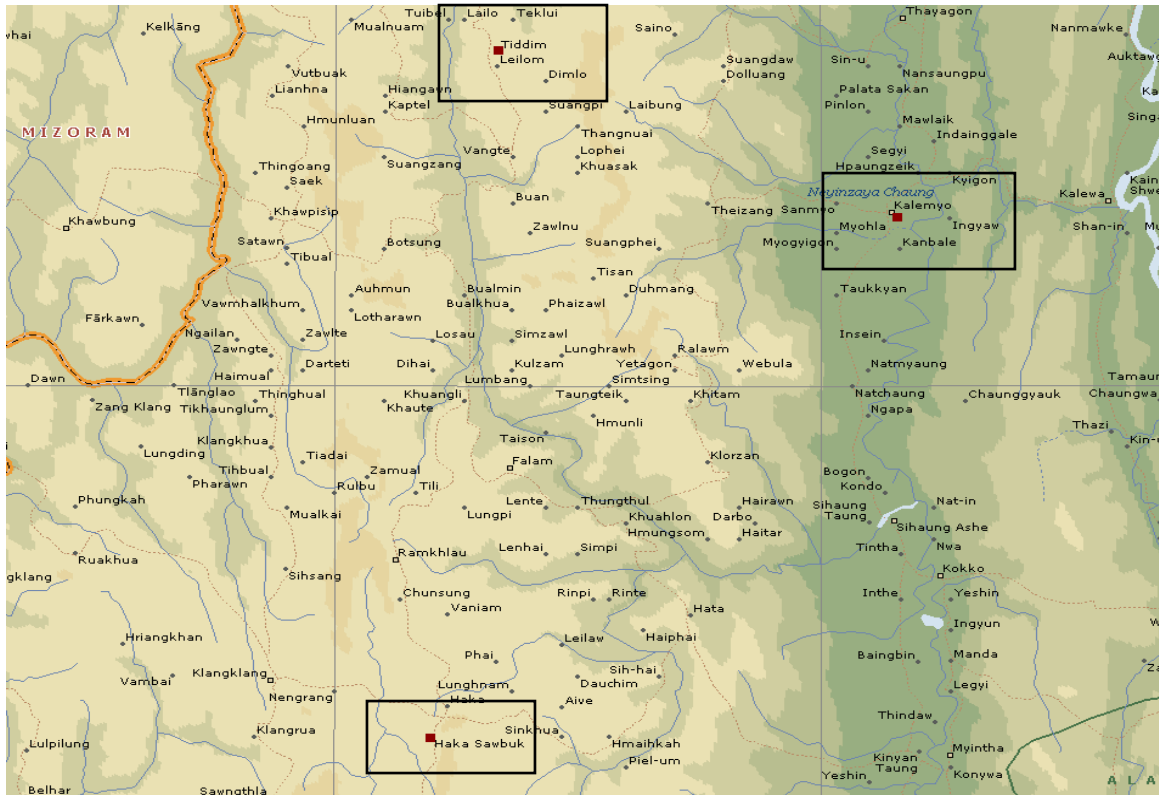 Tuibel
Lailo
Teklui
Thayagon
whai
Kelkāng
Mualnuam
Saino
Nanmawke
Tiddim
Leilom
Suangdaw
Dolluang
Sin-u
Nansaungpu
Auktaw
Vutbuak
Lianhna
Dimlo
Hiangawn
Kaptel
Palata Sakan
Pinlon
Suangpi
Laibung
MIZORAM
Hmunluan
Thangnuai
Mawlaik
Indainggale
Singa
Vangte
Lophei
Khuasak
Segyi
Hpaungzeik
Suangzang
Thingoang
Saek
Kyigon
Kain
Shwe
Buan
Neyinzaya Chaung
Kalewa
Khawbung
Khawpisip
Theizang
Sanmyo
Kalemyo
Zawlnu
Myohla
Ingyaw
Shan-in
Satawn
Tibual
Botsung
Suangphei
Myogyigon
Kanbale
Tisan
Duhmang
Auhmun
Bualmin
Bualkhua
Phaizawl
Taukkyan
Vawmhalkhum
Lotharawn
Fārkawn
Ngailan
Zawlte
Losau
Simzawl
Insein
Zawngte
Lunghrawh
Ralawm
Haimual
Darteti
Dihai
Kulzam
Yetagon
Webula
Natmyaung
Dawn
Lumbang
Simtsing
Tamaun
Tlānglao
Thinghual
Khuangli
Khaute
Taungteik
Khitam
Natchaung
Ngapa
Chaunggyauk
Chaungwa
Zang Klang
Tikhaunglum
Hmunli
Thazi
Klangkhua
Taison
Kin-u
Lungding
Tihbual
Tiadai
Falam
Klorzan
Pharawn
Zamual
Bogon
Kondo
Phungkah
Rulbu
Tili
Mualkai
Lungpi
Lente
Thungthul
Hairawn
Nat-in
Khuahlon
Hmungsom
Darbo
Haitar
Sihaung
Taung
Sihaung Ashe
Ruakhua
Ramkhlau
Lenhai
Simpi
Tintha
Nwa
gklang
Sihsang
Kokko
Chunsung
Vaniam
Rinpi
Rinte
Hata
Inthe
Yeshin
Hriangkhan
Leilaw
Haiphai
Ingyun
Vambai
Klangklang
Phai
Sih-hai
Dauchim
Baingbin
Manda
Nengrang
Lunghnam
Haka
Aive
Legyi
Klangrua
Sinkhua
Thindaw
Lulpilung
Haka Sawbuk
Hmaihkah
Piel-um
Kinyan
Taung
Myintha
Belhar
Sawngthla
Yeshin
Konywa
ALA